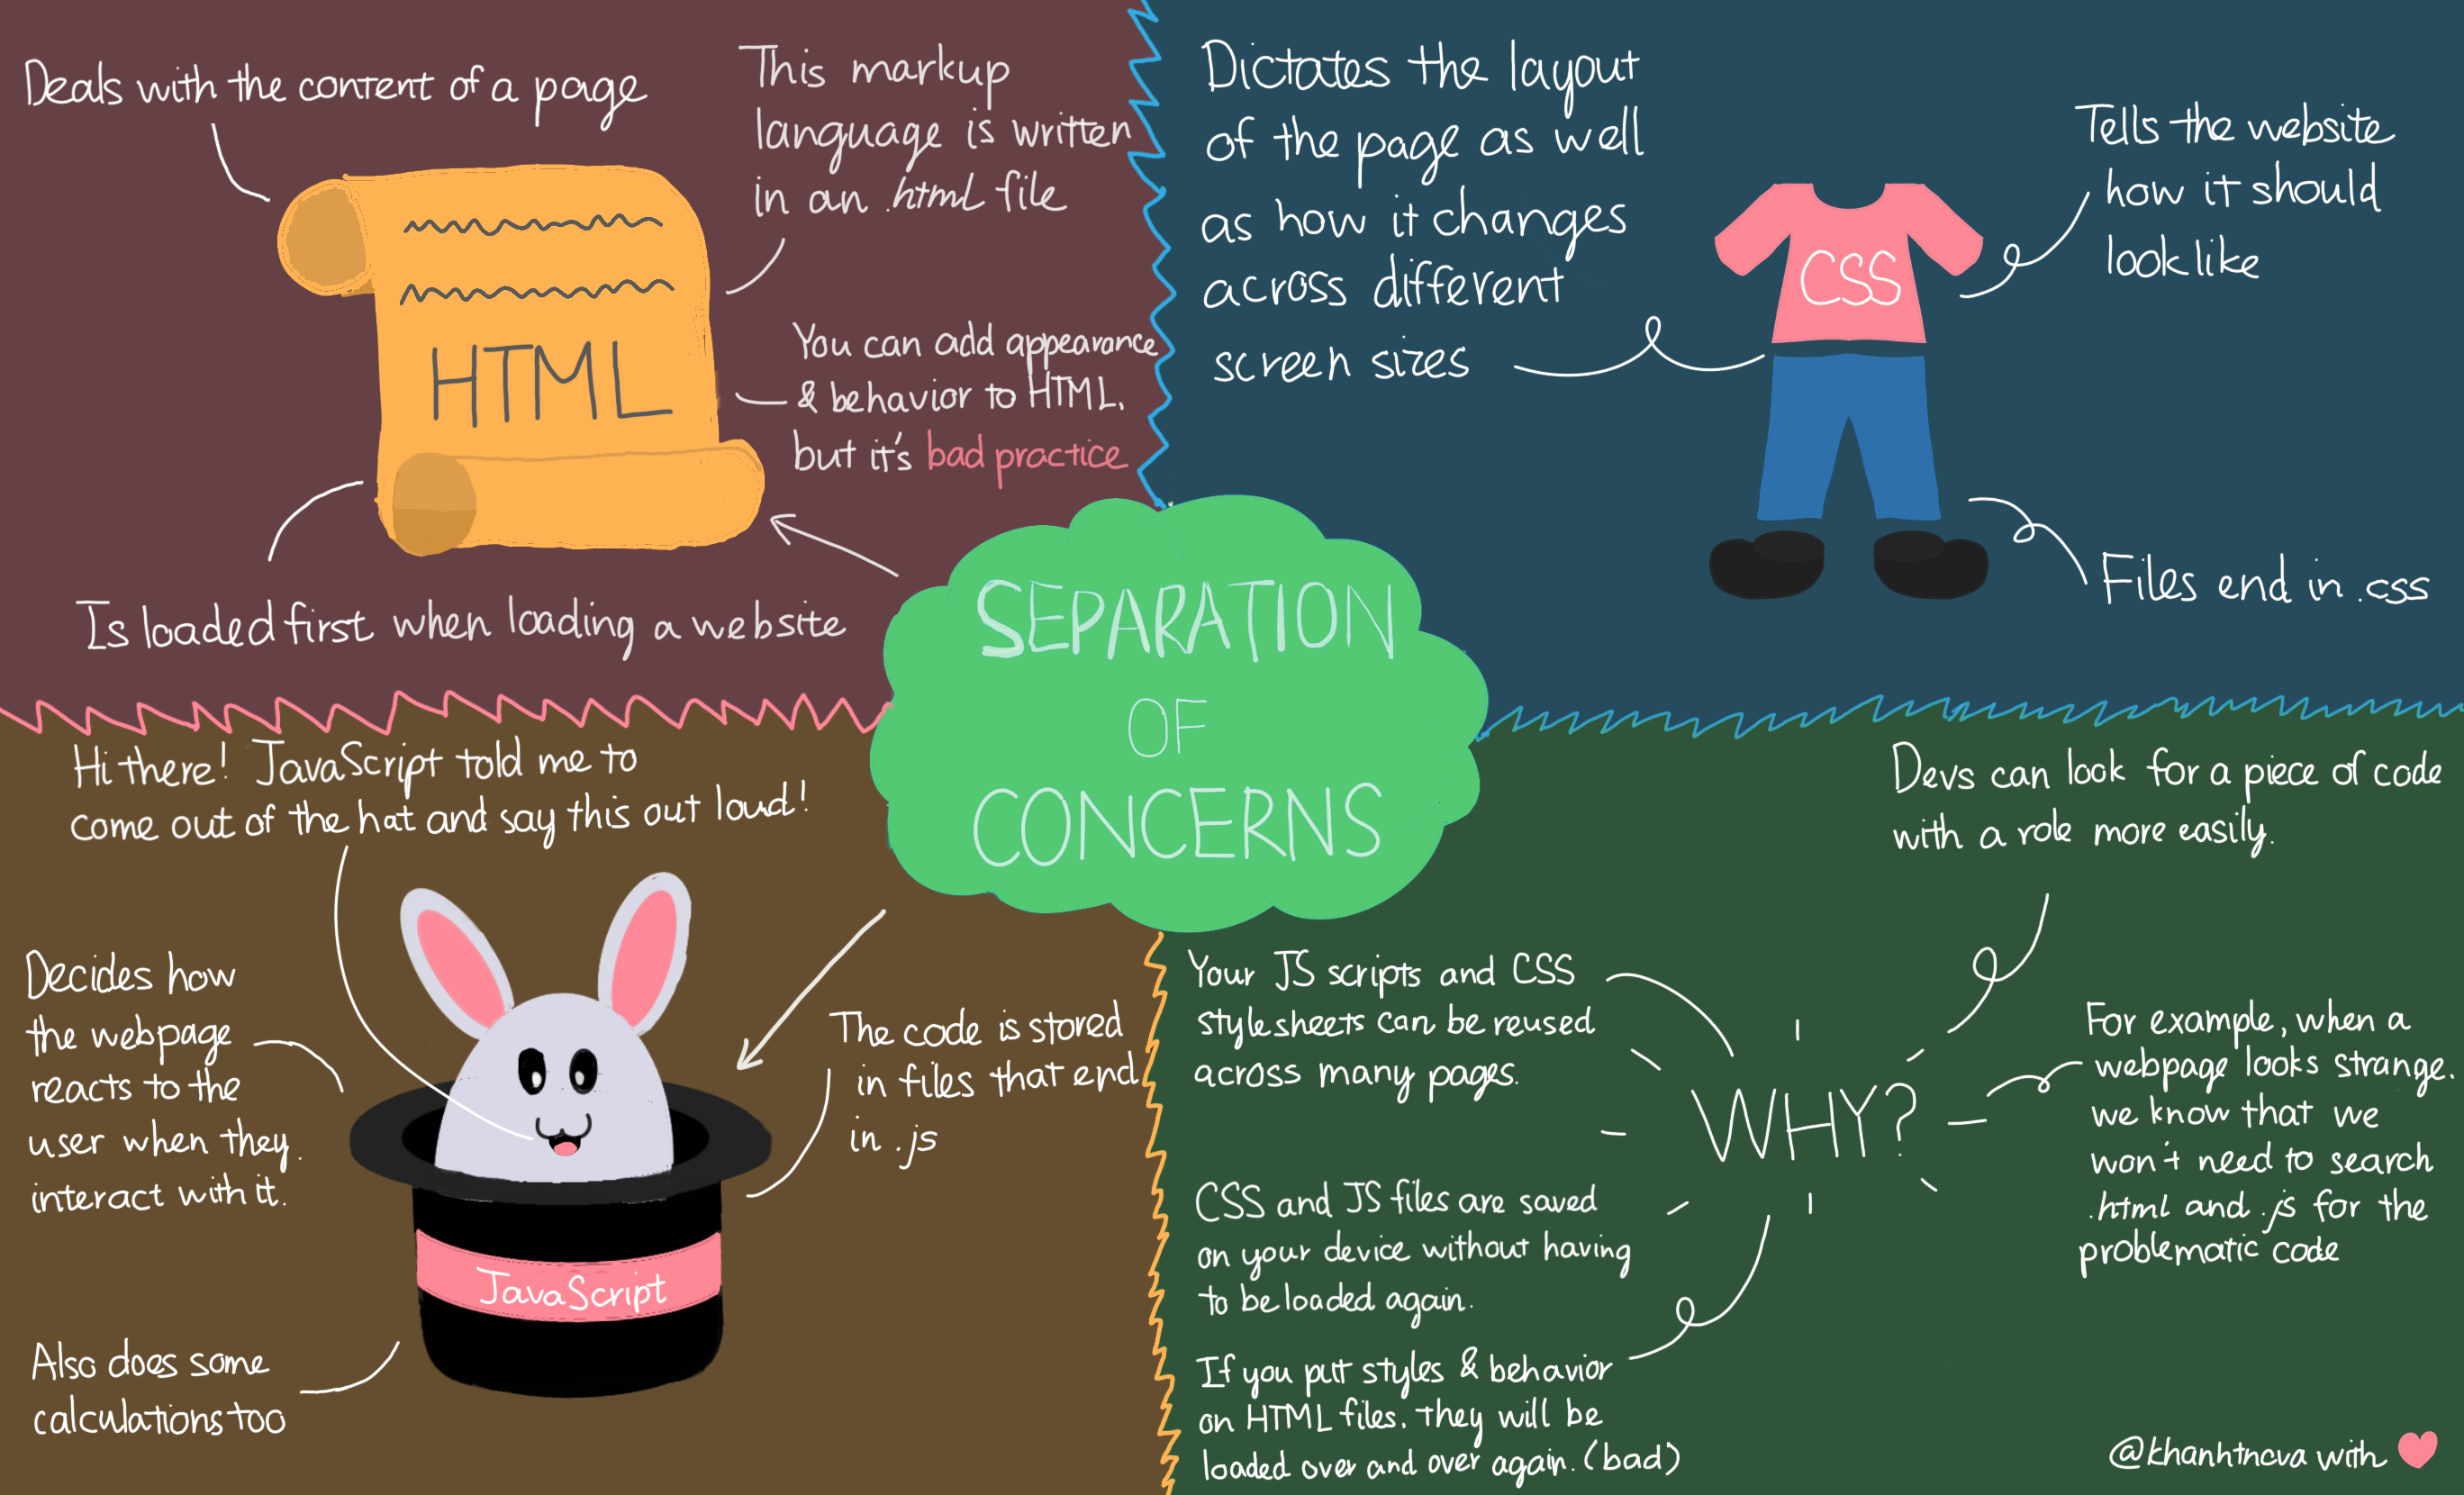 Deals with the content of a page
This markup
language is written
in an .html file
HTML
You can add appearance
& behavior to HTML,
but it's bad practice
Is loaded first when loading a website
Dictates the layout
of the page as well
as how it changes
across different
screen sizes
CSS
Tells the website
how it should
look like
Files end in .css
SEPARATION
OF
CONCERNS
Hi there! JavaScript told me to
come out of the hat and say this out loud!
Decides how
the webpage
reacts to the
user when they
interact with it.
The code is stored
in files that end
in .js
JavaScript
Also does some
calculations too
Devs can look for a piece of code
with a role more easily.
Your JS scripts and CSS
stylesheets can be reused
across many pages.
WHY?
For example, when a
webpage looks strange.
we know that we
won't need to search
.html and .js for the
problematic code
CSS and JS files are saved
on your device without having
to be loaded again.
If you put styles & behavior
on HTML files, they will be
loaded over and over again. (bad)
@khanhtncva with